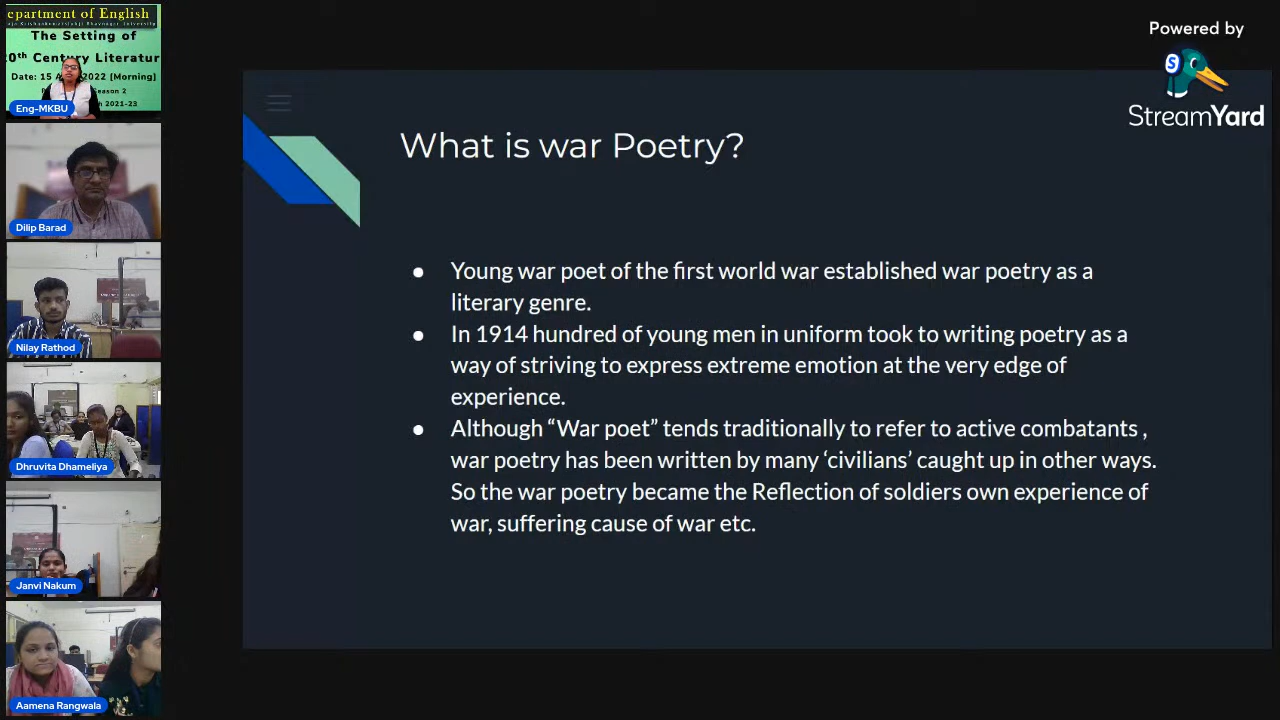 epartment of English
The Setting of
20th Century Literatur
Date: 15 A 2022 [Morning]
eason 2
2021-23
Eng-MKBU
Dilip Barad
Nilay Rathod
Dhruvita Dhameliya
Janvi Nakum
Aamena Rangwala
Powered by
StreamYard
What is war Poetry?
● Young war poet of the first world war established war poetry as a
literary genre.
● In 1914 hundred of young men in uniform took to writing poetry as a
way of striving to express extreme emotion at the very edge of
experience.
● Although “War poet” tends traditionally to refer to active combatants ,
war poetry has been written by many ‘civilians’ caught up in other ways.
So the war poetry became the Reflection of soldiers own experience of
war, suffering cause of war etc.